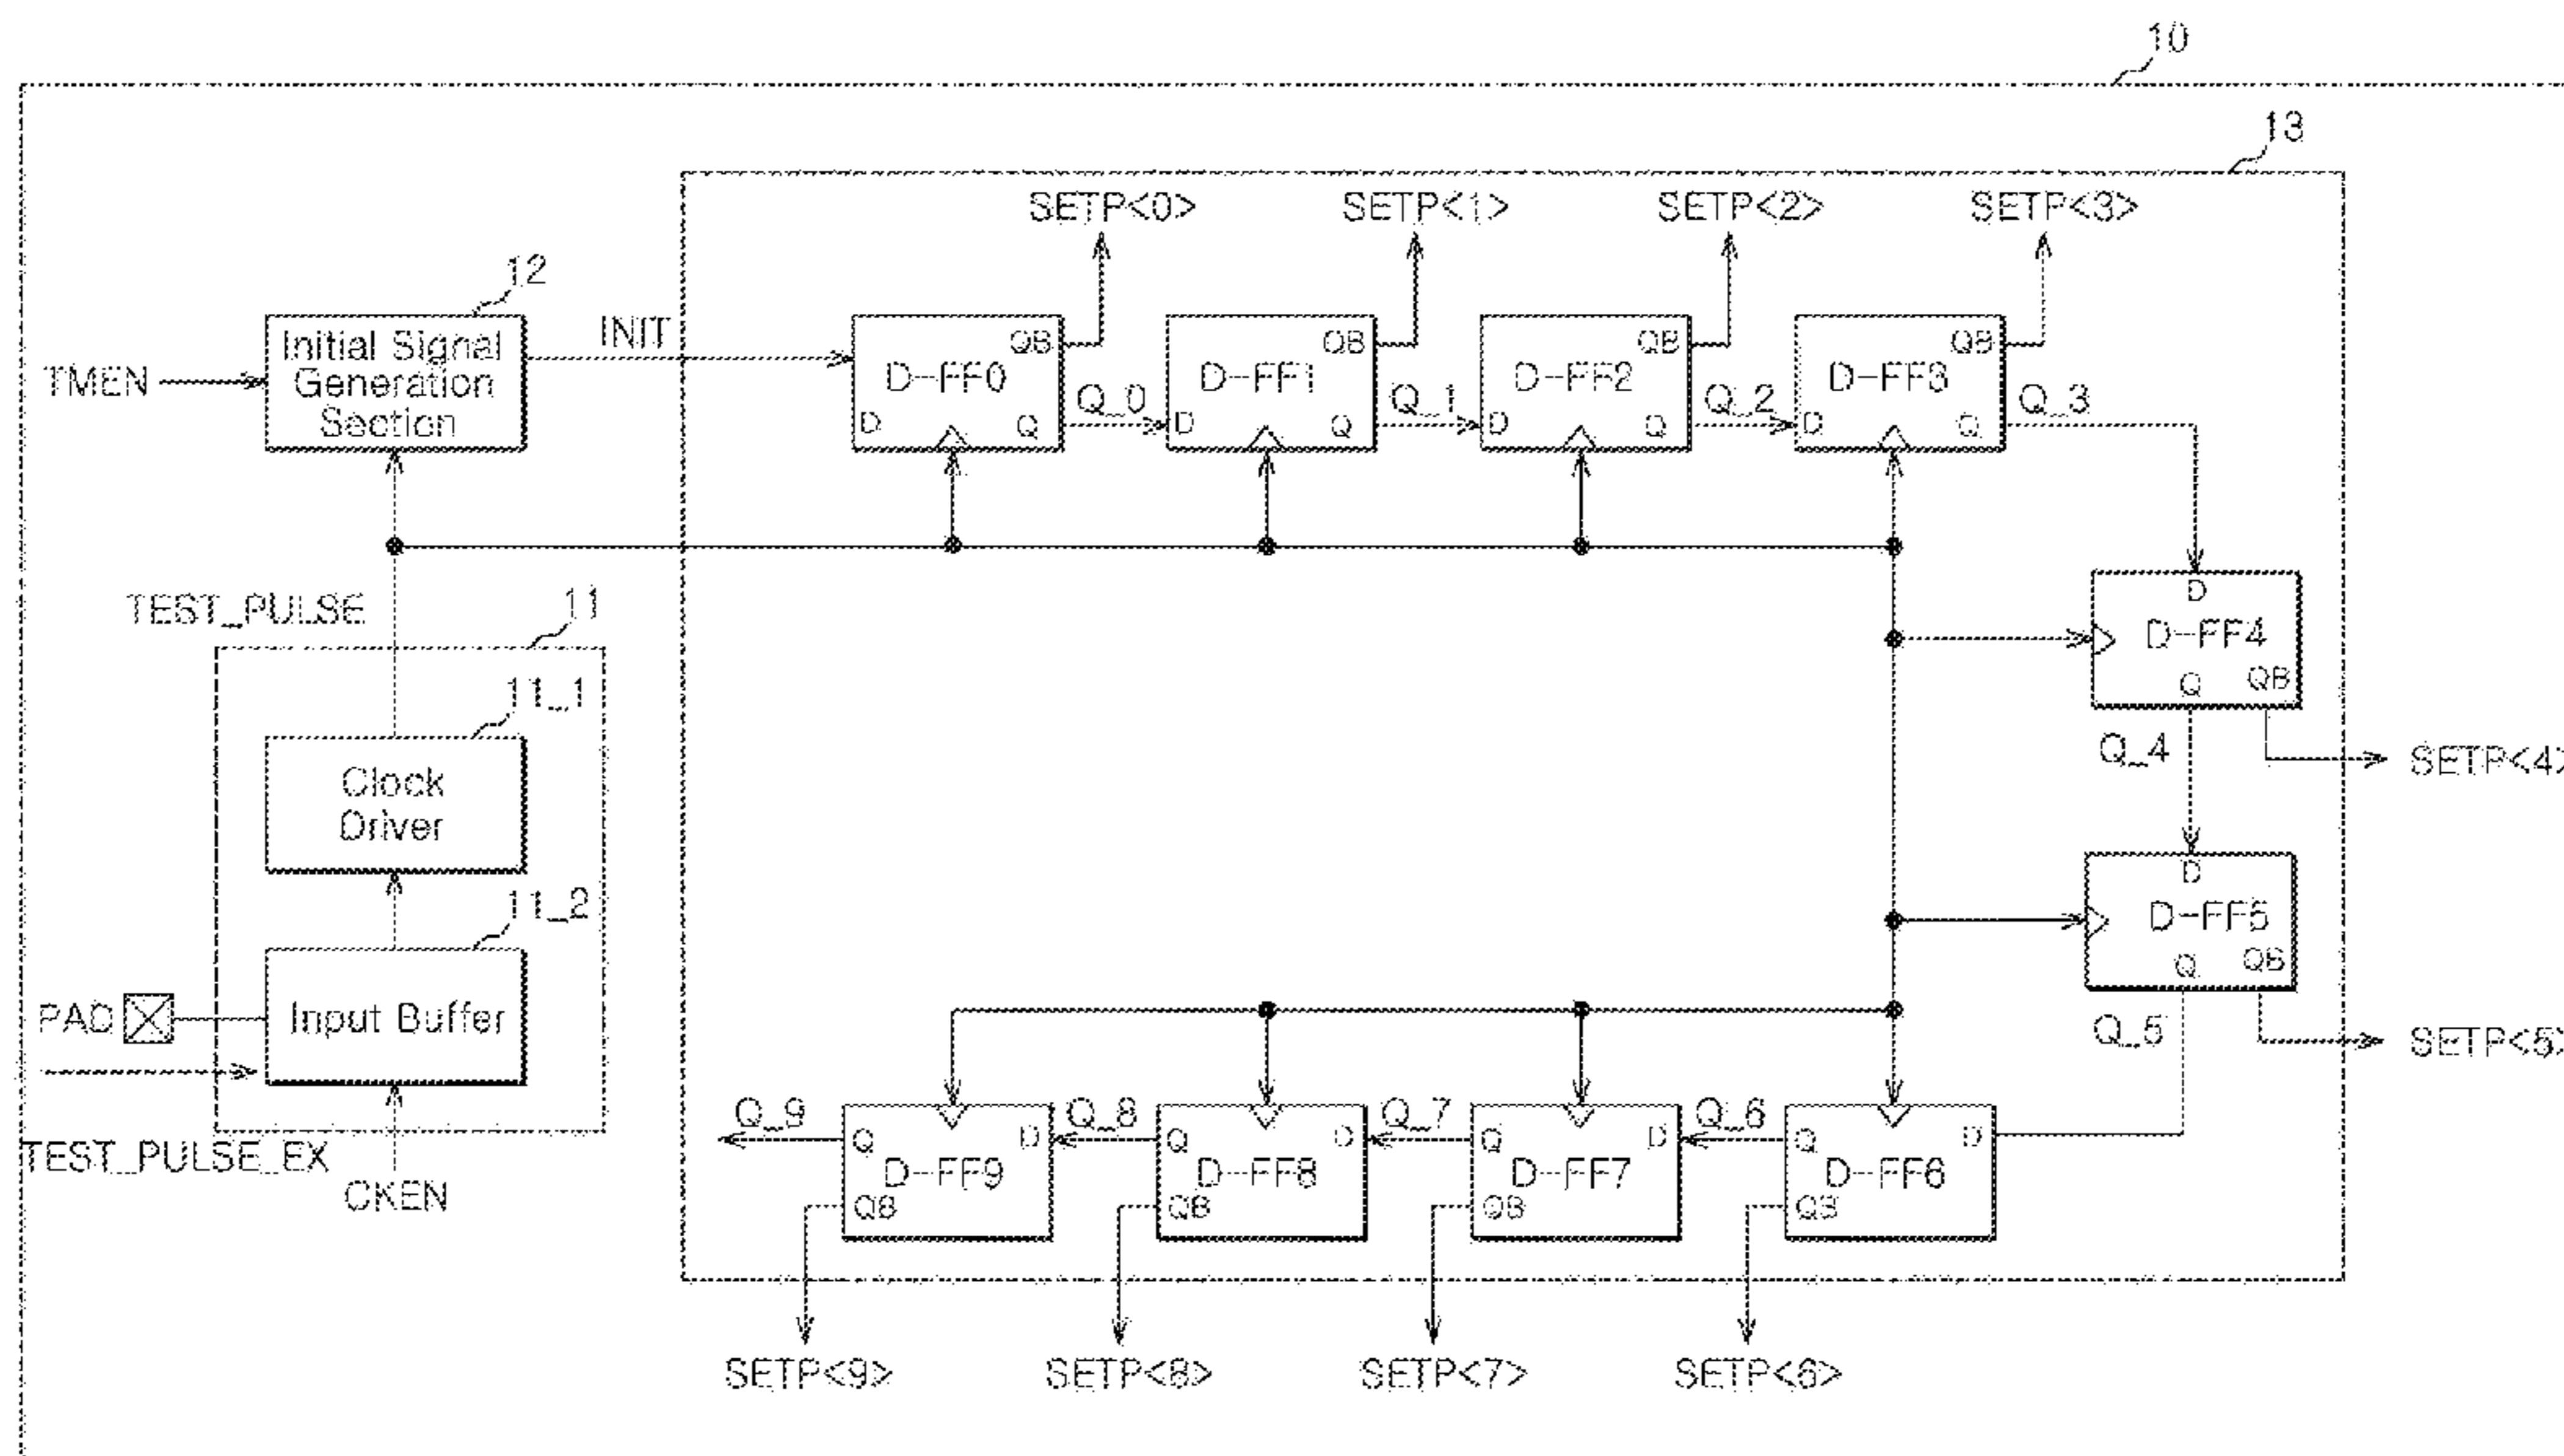 10
13
SETP<0> SETP<1> SETP<2> SETP<3>
12
INIT
TMEN
Initial Signal
Generation
Section
QB QB QB QB
D-FF0 D-FF1 D-FF2 D-FF3
Q_0 Q_1 Q_2 Q_3
D Q D Q D Q D Q
TEST_PULSE
11
D
D-FF4
Q QB
11_1
Clock
Driver
Q_4
SETP<4>
D
D-FF5
Q QB
11_2
PAD
Input Buffer
Q_5
SETP<5>
Q_9 Q_8 Q_7 Q_6
Q D Q D Q D Q D
TEST_PULSE_EX
D-FF9 D-FF8 D-FF7 D-FF6
CKEN
QB QB QB QB
SETP<9> SETP<8> SETP<7> SETP<6>